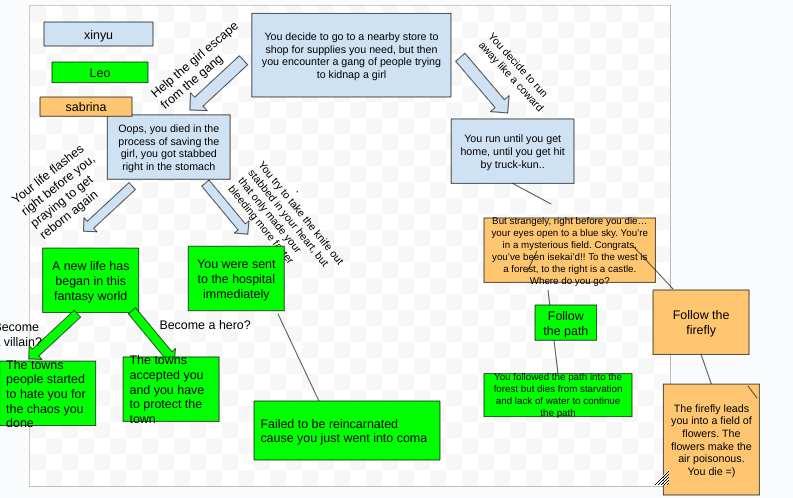 xinyu
Leo
sabrina
You decide to go to a nearby store to
shop for supplies you need, but then
you encounter a gang of people trying
to kidnap a girl
Help the girl escape
from the gang
You decide to run
away like a coward
Oops, you died in the
process of saving the
girl, you got stabbed
right in the stomach
You run until you get
home, until you get hit
by truck-kun..
Your life flashes
right before you,
praying to get
reborn again
.
You try to take the knife out
stabbed in your heart, but
that only made your
bleeding more faster
But strangely, right before you die…
your eyes open to a blue sky. You're
in a mysterious field. Congrats,
you've been isekai'd!! To the west is
a forest, to the right is a castle.
Where do you go?
A new life has
began in this
fantasy world
You were sent
to the hospital
immediately
Follow
the path
Follow the
firefly
Become
a villain?
Become a hero?
The towns
people started
to hate you for
the chaos you
done
The towns
accepted you
and you have
to protect the
town
You followed the path into the
forest but dies from starvation
and lack of water to continue
the path
Failed to be reincarnated
cause you just went into coma
The firefly leads
you into a field of
flowers. The
flowers make the
air poisonous.
You die =)